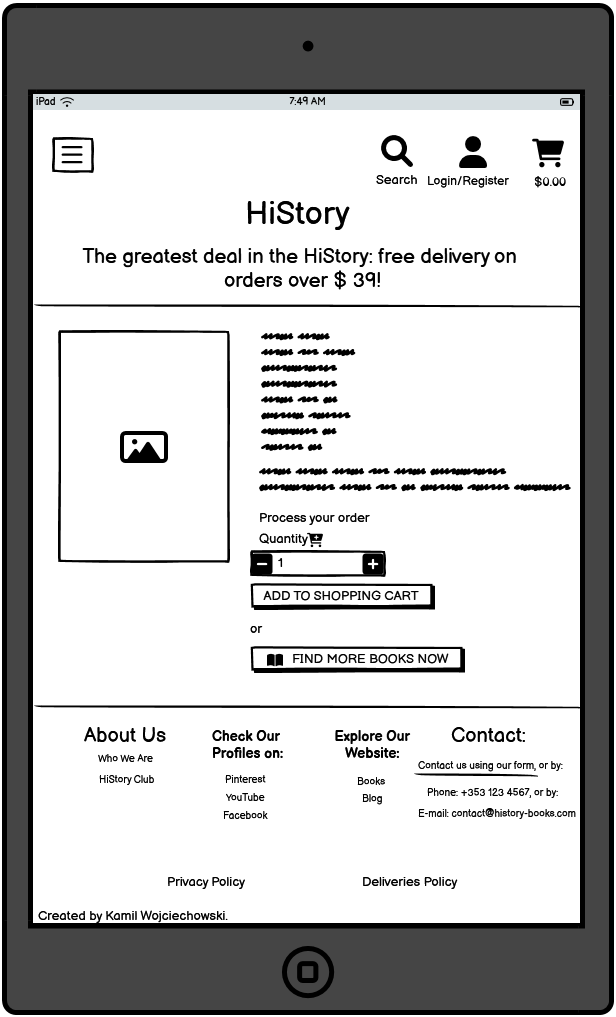 iPad
7:49 AM
Search
Login/Register
$0.00
HiStory
The greatest deal in the HiStory: free delivery on
orders over $ 39!
Process your order
Quantity
1
ADD TO SHOPPING CART
or
FIND MORE BOOKS NOW
About Us
Who We Are
HiStory Club
Check Our
Profiles on:
Pinterest
YouTube
Facebook
Explore Our
Website:
Books
Blog
Contact:
Contact us using our form, or by:
Phone: +353 123 4567, or by:
E-mail: contact@history-books.com
Privacy Policy
Deliveries Policy
Created by Kamil Wojciechowski.